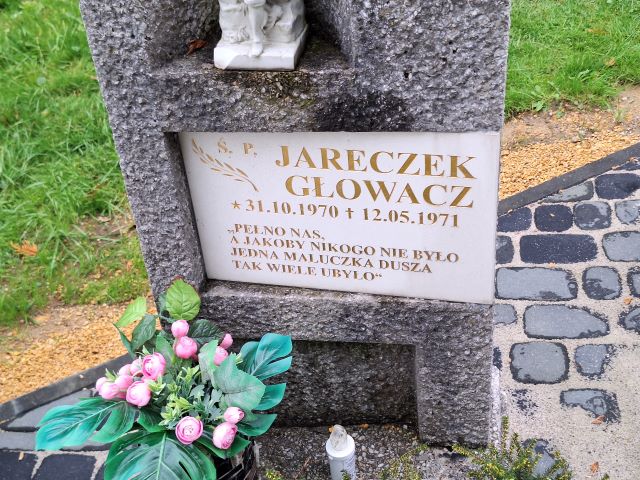 Ś. P.
JARECZEK
GŁOWACZ
★ 31.10.1970 ✝ 12.05.1971
„PEŁNO NAS,
A JAKOBY NIKOGO NIE BYŁO
JEDNA MALUCZKA DUSZA
TAK WIELE UBYŁO“